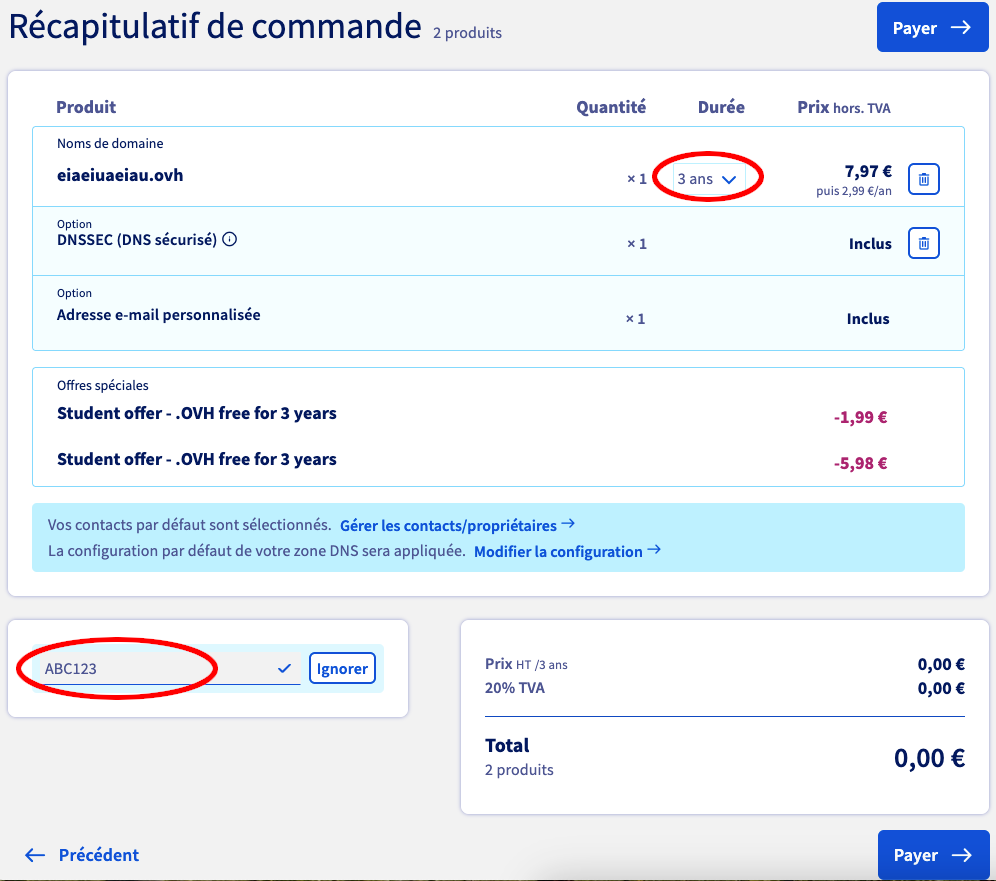 Récapitulatif de commande 2 produits
Payer
Produit Quantité Durée Prix hors. TVA
Noms de domaine
eiaeiuaeiau.ovh × 1 3 ans 7,97 €
puis 2,99 €/an
Option
DNSSEC (DNS sécurisé) × 1 Inclus
Option
Adresse e-mail personnalisée × 1 Inclus
Offres spéciales
Student offer - .OVH free for 3 years -1,99 €
Student offer - .OVH free for 3 years -5,98 €
Vos contacts par défaut sont sélectionnés. Gérer les contacts/propriétaires
La configuration par défaut de votre zone DNS sera appliquée. Modifier la configuration
ABC123 Ignorer
Prix HT /3 ans 0,00 €
20% TVA 0,00 €
Total 0,00 €
2 produits
Précédent
Payer